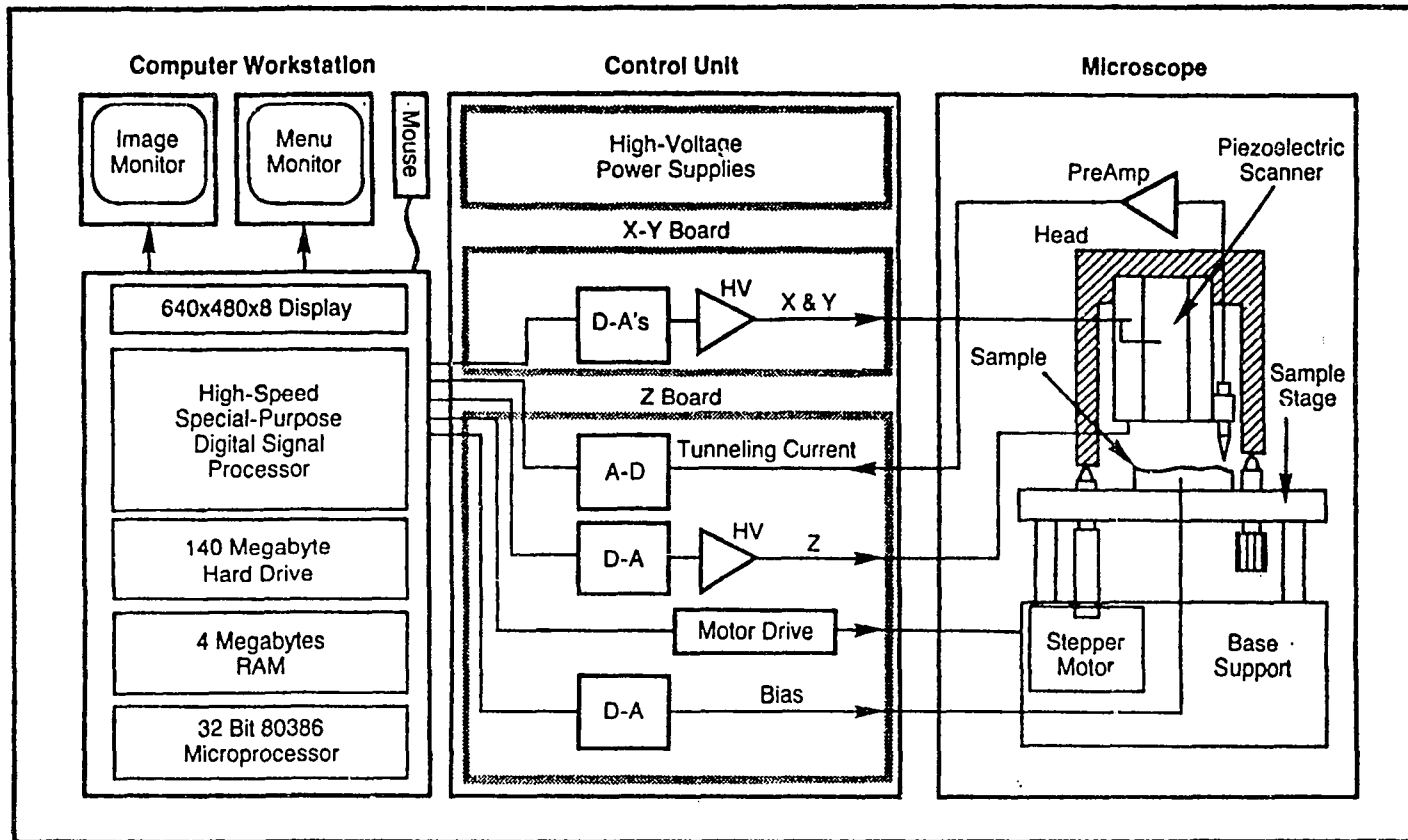 Computer Workstation
Image
Monitor
Menu
Monitor
Mouse
640x480x8 Display
High-Speed
Special-Purpose
Digital Signal
Processor
140 Megabyte
Hard Drive
4 Megabytes
RAM
32 Bit 80386
Microprocessor
Control Unit
High-Voltage
Power Supplies
X-Y Board
D-A's
HV
X & Y
Z Board
A-D
Tunneling Current
D-A
HV
Z
Motor Drive
D-A
Bias
Microscope
PreAmp
Piezoelectric
Scanner
Head
Sample
Sample
Stage
Stepper
Motor
Base
Support